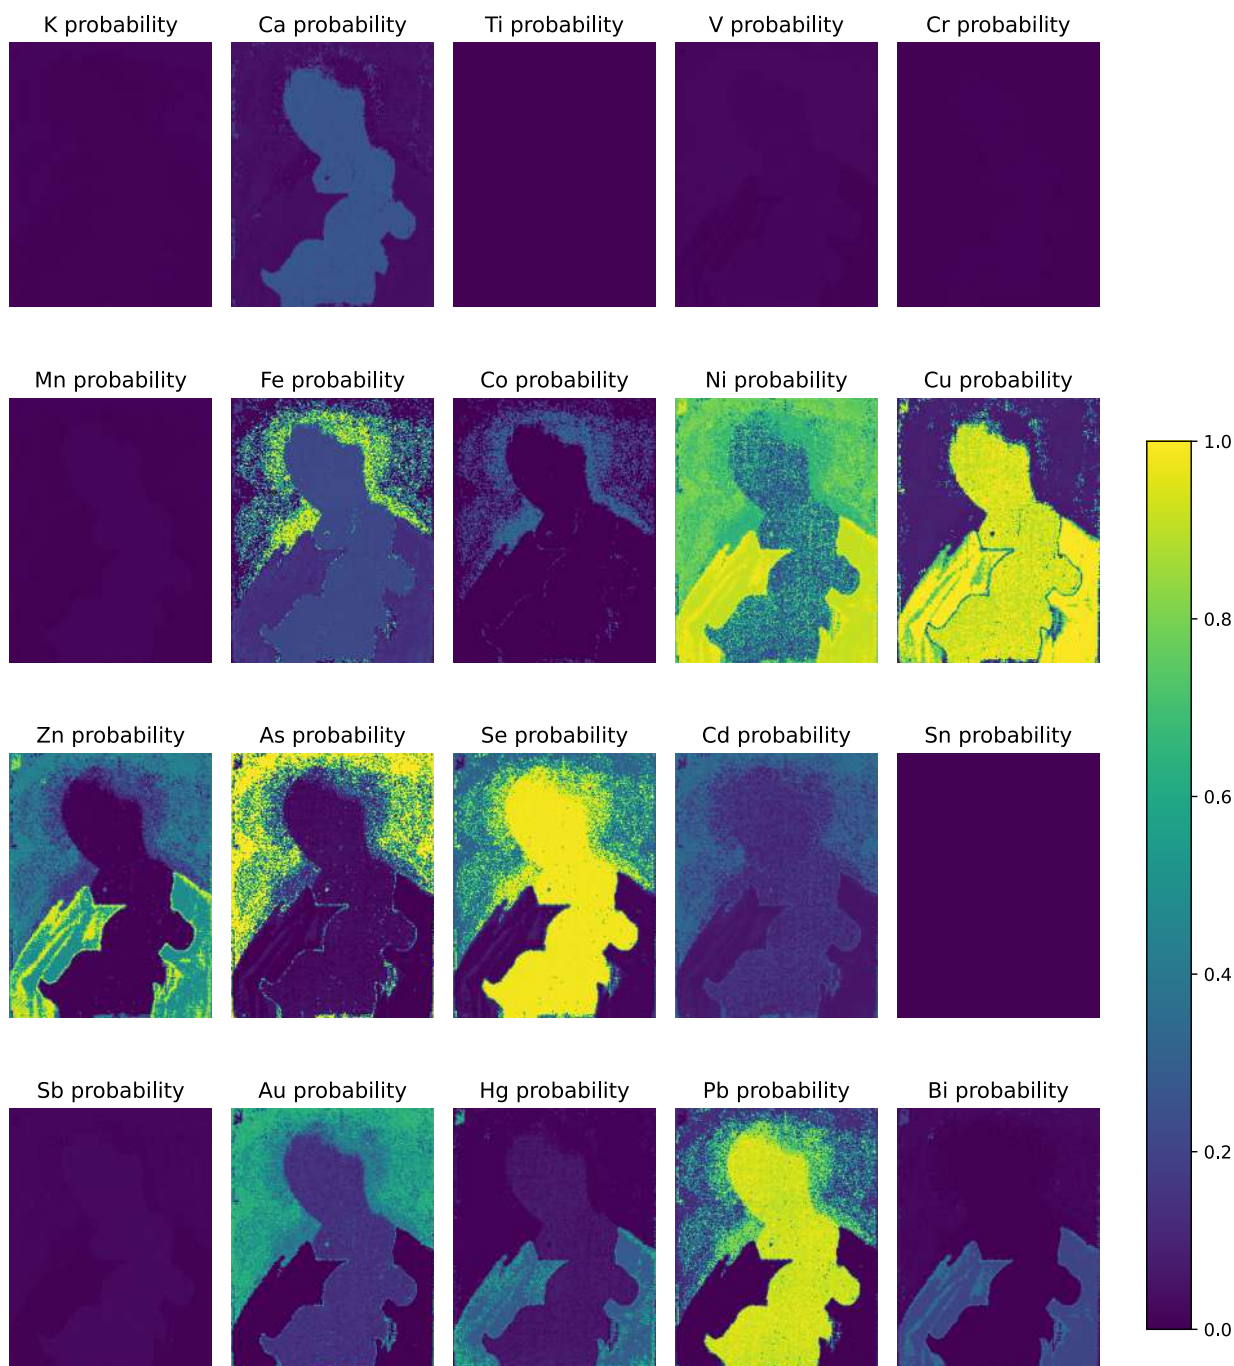 K probability Ca probability Ti probability V probability Cr probability
Mn probability Fe probability Co probability Ni probability Cu probability
1.0
0.8
Zn probability As probability Se probability Cd probability Sn probability
0.6
0.4
Sb probability Au probability Hg probability Pb probability Bi probability
0.2
0.0